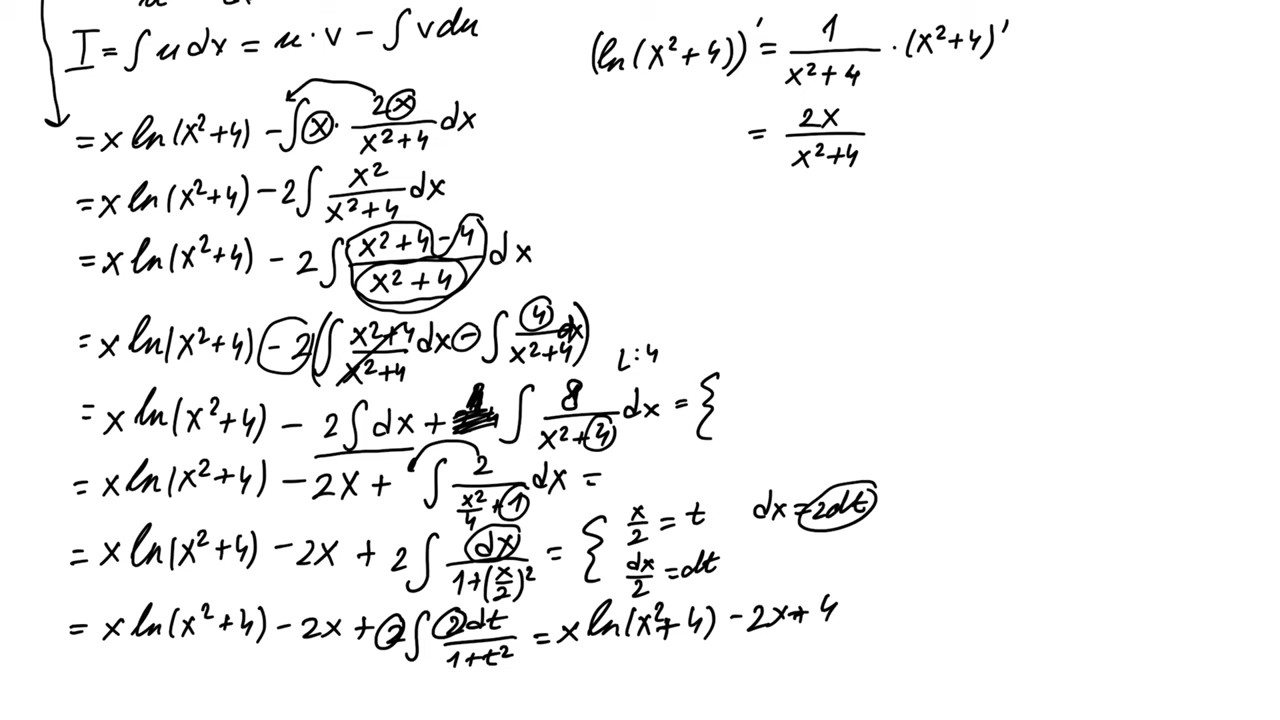 I = ∫ u dx = u · v − ∫ v du
= x ln(x² + 4) − ∫ x · 2x/(x² + 4) dx
= x ln(x² + 4) − 2 ∫ x²/(x² + 4) dx
= x ln(x² + 4) − 2 ∫ (x² + 4 − 4)/(x² + 4) dx
= x ln(x² + 4) − 2 (∫ (x² + 4)/(x² + 4) dx − ∫ 4/(x² + 4) dx)
= x ln(x² + 4) − 2 ∫ dx + ∫ 8/(x² + 4) dx = {
: 4
= x ln(x² + 4) − 2x + ∫ 2/(x²/4 + 1) dx =
= x ln(x² + 4) − 2x + 2 ∫ dx/(1 + (x/2)²) = { x/2 = t dx = 2dt
dx/2 = dt
= x ln(x² + 4) − 2x + 2 ∫ 2dt/(1 + t²) = x ln(x² + 4) − 2x + 4
(ln(x² + 4))' = 1/(x² + 4) · (x² + 4)'
= 2x/(x² + 4)